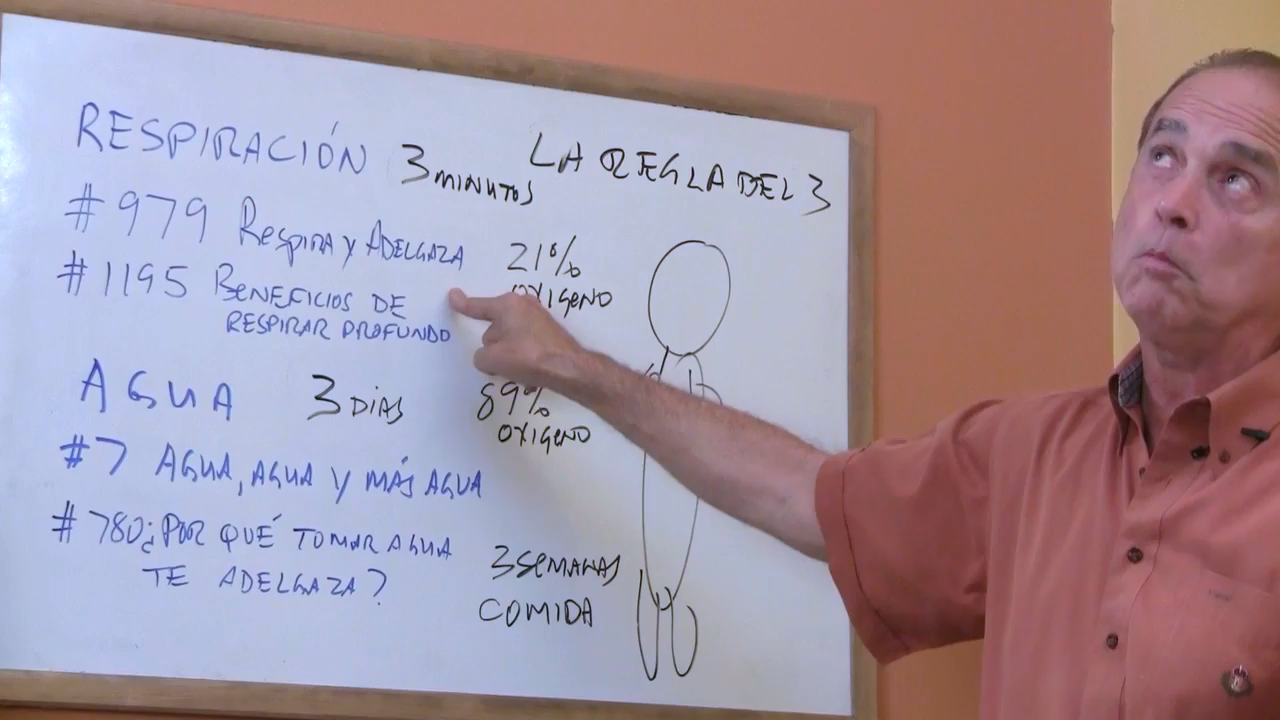 RESPIRACIÓN 3 MINUTOS
LA REGLA DEL 3
#979 RESPIRA Y ADELGAZA
21% OXIGENO
#1195 BENEFICIOS DE
RESPIRAR PROFUNDO
AGUA 3 DIAS
89%
OXIGENO
#7 AGUA, AGUA Y MÁS AGUA
#780 ¿POR QUÉ TOMAR AGUA
TE ADELGAZA?
3 SEMANAS
COMIDA